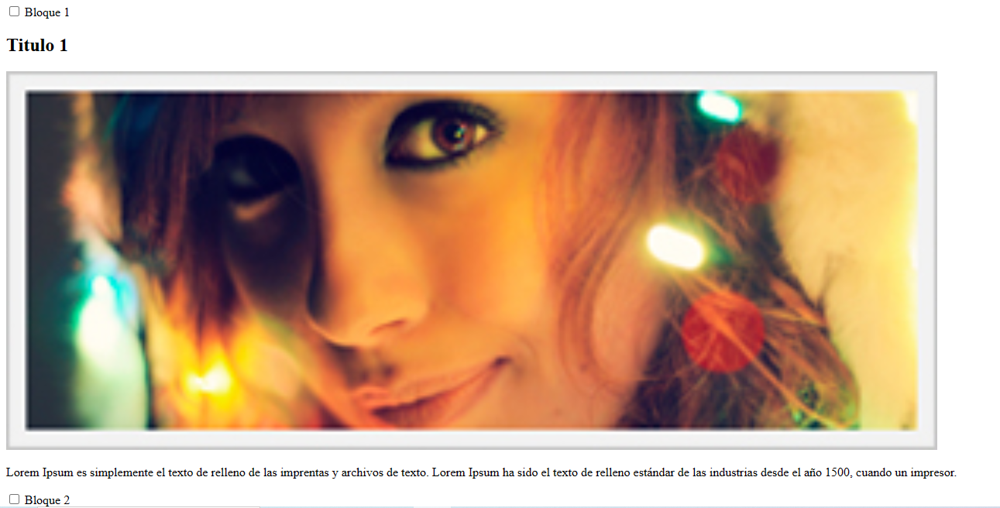 Bloque 1
Titulo 1
Lorem Ipsum es simplemente el texto de relleno de las imprentas y archivos de texto. Lorem Ipsum ha sido el texto de relleno estándar de las industrias desde el año 1500, cuando un impresor.
Bloque 2